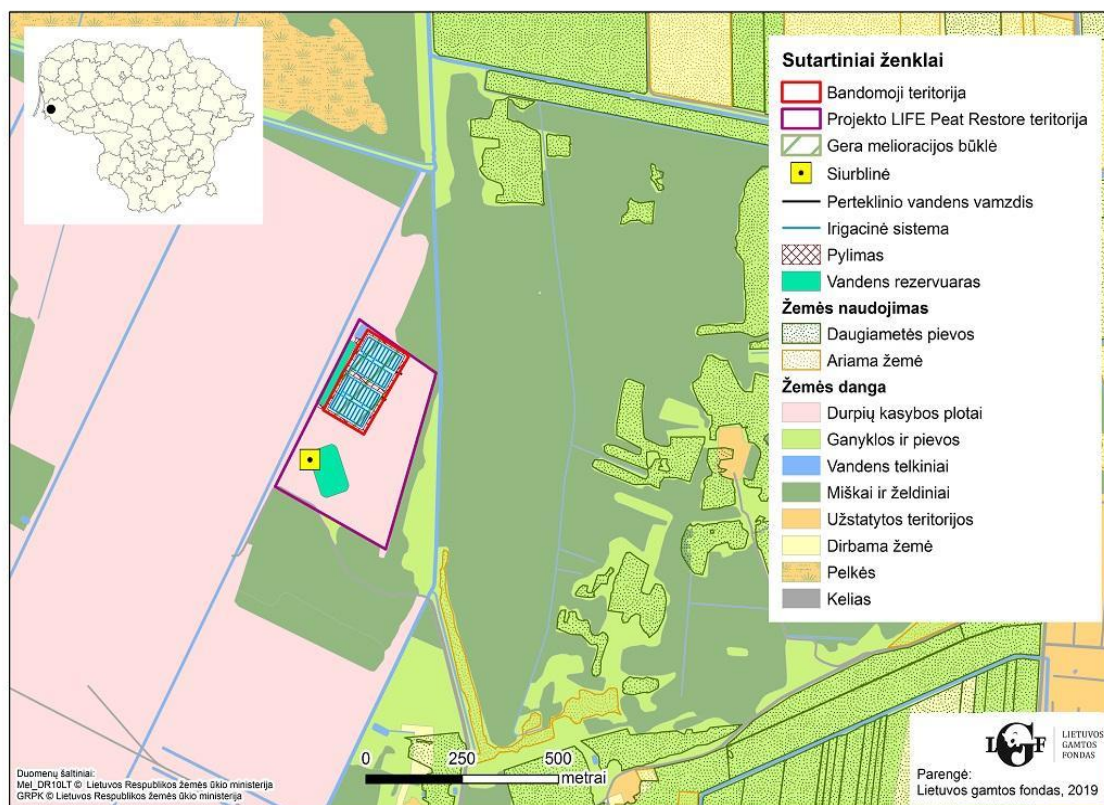 Sutartiniai ženklai
Bandomoji teritorija
Projekto LIFE Peat Restore teritorija
Gera melioracijos būklė
Siurblinė
Perteklinio vandens vamzdis
Irigacinė sistema
Pylimas
Vandens rezervuaras
Žemės naudojimas
Daugiametės pievos
Ariama žemė
Žemės danga
Durpių kasybos plotai
Ganyklos ir pievos
Vandens telkiniai
Miškai ir želdiniai
Užstatytos teritorijos
Dirbama žemė
Pelkės
Kelias
0 250 500
metrai
Duomenų šaltiniai:
Mel_DR10LT © Lietuvos Respublikos žemės ūkio ministerija
GRPK © Lietuvos Respublikos žemės ūkio ministerija
LGF
LIETUVOS
GAMTOS
FONDAS
Parengė:
Lietuvos gamtos fondas, 2019